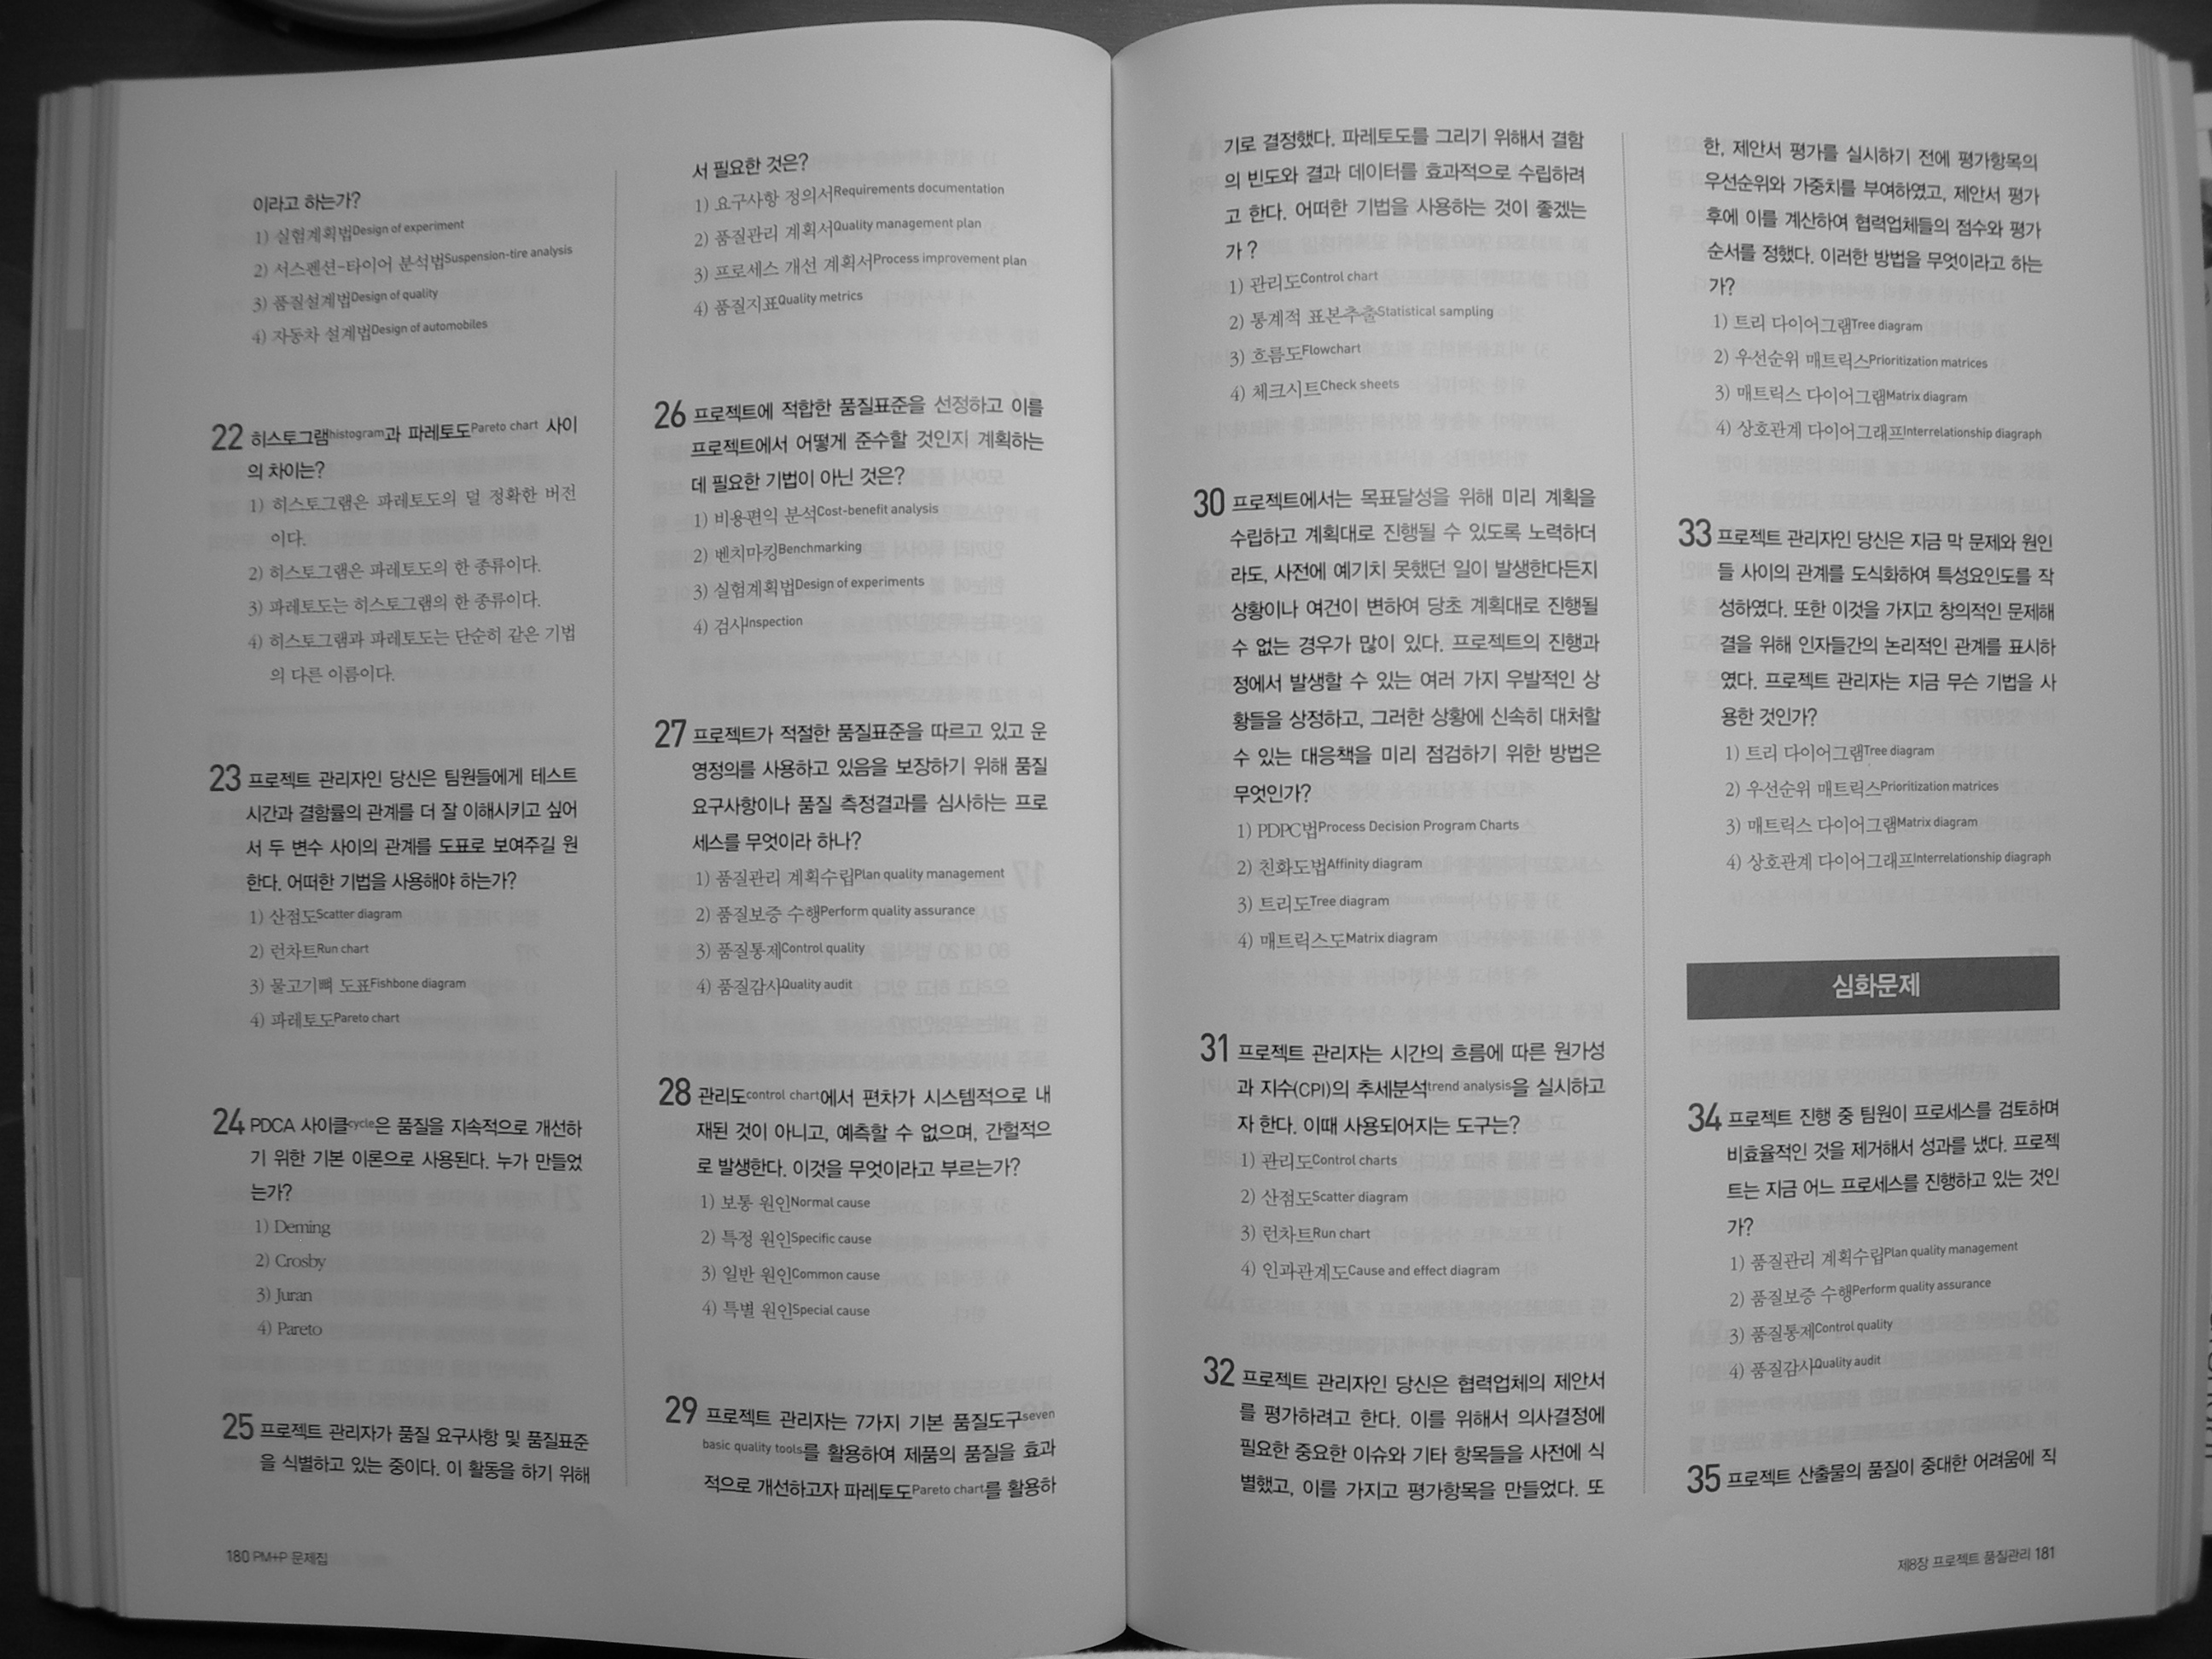 이라고 하는가?
1) 실험계획법Design of experiment
2) 서스펜션-타이어 분석법Suspension-tire analysis
3) 품질설계법Design of quality
4) 자동차 설계법Design of automobiles
22 히스토그램histogram과 파레토도Pareto chart 사이
의 차이는?
1) 히스토그램은 파레토도의 덜 정확한 버전
이다.
2) 히스토그램은 파레토도의 한 종류이다.
3) 파레토도는 히스토그램의 한 종류이다.
4) 히스토그램과 파레토도는 단순히 같은 기법
의 다른 이름이다.
23 프로젝트 관리자인 당신은 팀원들에게 테스트
시간과 결함률의 관계를 더 잘 이해시키고 싶어
서 두 변수 사이의 관계를 도표로 보여주길 원
한다. 어떠한 기법을 사용해야 하는가?
1) 산점도Scatter diagram
2) 런차트Run chart
3) 물고기뼈 도표Fishbone diagram
4) 파레토도Pareto chart
24 PDCA 사이클cycle은 품질을 지속적으로 개선하
기 위한 기본 이론으로 사용된다. 누가 만들었
는가?
1) Deming
2) Crosby
3) Juran
4) Pareto
25 프로젝트 관리자가 품질 요구사항 및 품질표준
을 식별하고 있는 중이다. 이 활동을 하기 위해
서 필요한 것은?
1) 요구사항 정의서Requirements documentation
2) 품질관리 계획서Quality management plan
3) 프로세스 개선 계획서Process improvement plan
4) 품질지표Quality metrics
26 프로젝트에 적합한 품질표준을 선정하고 이를
프로젝트에서 어떻게 준수할 것인지 계획하는
데 필요한 기법이 아닌 것은?
1) 비용편익 분석Cost-benefit analysis
2) 벤치마킹Benchmarking
3) 실험계획법Design of experiments
4) 검사Inspection
27 프로젝트가 적절한 품질표준을 따르고 있고 운
영정의를 사용하고 있음을 보장하기 위해 품질
요구사항이나 품질 측정결과를 심사하는 프로
세스를 무엇이라 하나?
1) 품질관리 계획수립Plan quality management
2) 품질보증 수행Perform quality assurance
3) 품질통제Control quality
4) 품질감사Quality audit
28 관리도control chart에서 편차가 시스템적으로 내
재된 것이 아니고, 예측할 수 없으며, 간헐적으
로 발생한다. 이것을 무엇이라고 부르는가?
1) 보통 원인Normal cause
2) 특정 원인Specific cause
3) 일반 원인Common cause
4) 특별 원인Special cause
29 프로젝트 관리자는 7가지 기본 품질도구seven
basic quality tools를 활용하여 제품의 품질을 효과
적으로 개선하고자 파레토도Pareto chart를 활용하
180 PM+P 문제집
기로 결정했다. 파레토도를 그리기 위해서 결함
의 빈도와 결과 데이터를 효과적으로 수립하려
고 한다. 어떠한 기법을 사용하는 것이 좋겠는
가 ?
1) 관리도Control chart
2) 통계적 표본추출Statistical sampling
3) 흐름도Flowchart
4) 체크시트Check sheets
30 프로젝트에서는 목표달성을 위해 미리 계획을
수립하고 계획대로 진행될 수 있도록 노력하더
라도, 사전에 예기치 못했던 일이 발생한다든지
상황이나 여건이 변하여 당초 계획대로 진행될
수 없는 경우가 많이 있다. 프로젝트의 진행과
정에서 발생할 수 있는 여러 가지 우발적인 상
황들을 상정하고, 그러한 상황에 신속히 대처할
수 있는 대응책을 미리 점검하기 위한 방법은
무엇인가?
1) PDPC법Process Decision Program Charts
2) 친화도법Affinity diagram
3) 트리도Tree diagram
4) 매트릭스도Matrix diagram
31 프로젝트 관리자는 시간의 흐름에 따른 원가성
과 지수(CPI)의 추세분석trend analysis을 실시하고
자 한다. 이때 사용되어지는 도구는?
1) 관리도Control charts
2) 산점도Scatter diagram
3) 런차트Run chart
4) 인과관계도Cause and effect diagram
32 프로젝트 관리자인 당신은 협력업체의 제안서
를 평가하려고 한다. 이를 위해서 의사결정에
필요한 중요한 이슈와 기타 항목들을 사전에 식
별했고, 이를 가지고 평가항목을 만들었다. 또
한, 제안서 평가를 실시하기 전에 평가항목의
우선순위와 가중치를 부여하였고, 제안서 평가
후에 이를 계산하여 협력업체들의 점수와 평가
순서를 정했다. 이러한 방법을 무엇이라고 하는
가?
1) 트리 다이어그램Tree diagram
2) 우선순위 매트릭스Prioritization matrices
3) 매트릭스 다이어그램Matrix diagram
4) 상호관계 다이어그래프Interrelationship diagraph
33 프로젝트 관리자인 당신은 지금 막 문제와 원인
들 사이의 관계를 도식화하여 특성요인도를 작
성하였다. 또한 이것을 가지고 창의적인 문제해
결을 위해 인자들간의 논리적인 관계를 표시하
였다. 프로젝트 관리자는 지금 무슨 기법을 사
용한 것인가?
1) 트리 다이어그램Tree diagram
2) 우선순위 매트릭스Prioritization matrices
3) 매트릭스 다이어그램Matrix diagram
4) 상호관계 다이어그래프Interrelationship diagraph
심화문제
34 프로젝트 진행 중 팀원이 프로세스를 검토하며
비효율적인 것을 제거해서 성과를 냈다. 프로젝
트는 지금 어느 프로세스를 진행하고 있는 것인
가?
1) 품질관리 계획수립Plan quality management
2) 품질보증 수행Perform quality assurance
3) 품질통제Control quality
4) 품질감사Quality audit
35 프로젝트 산출물의 품질이 중대한 어려움에 직
제8장 프로젝트 품질관리 181